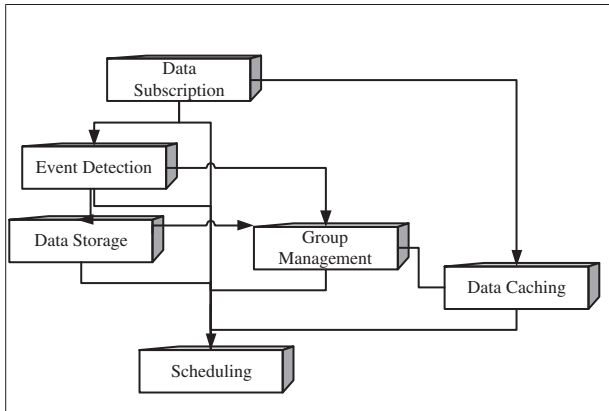 Data
Subscription
Event Detection
Data Storage
Group
Management
Data Caching
Scheduling